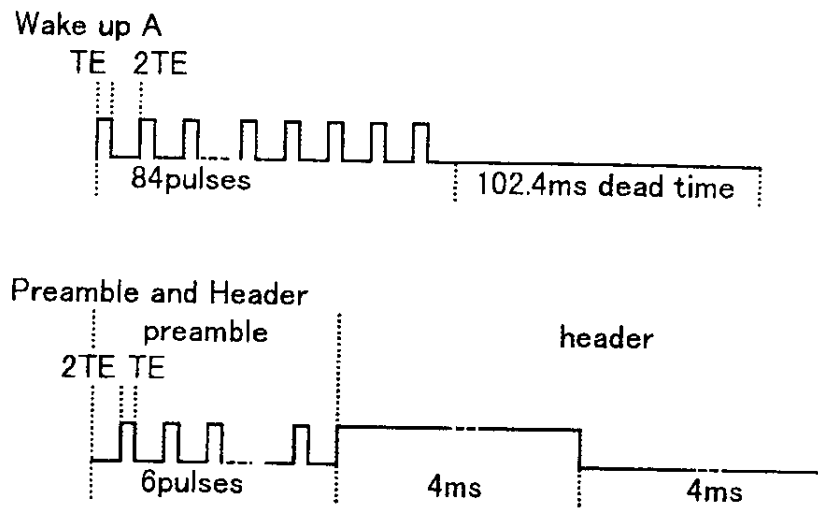 Wake up A
TE 2TE
84pulses
102.4ms dead time
Preamble and Header
preamble
header
2TE TE
6pulses
4ms
4ms